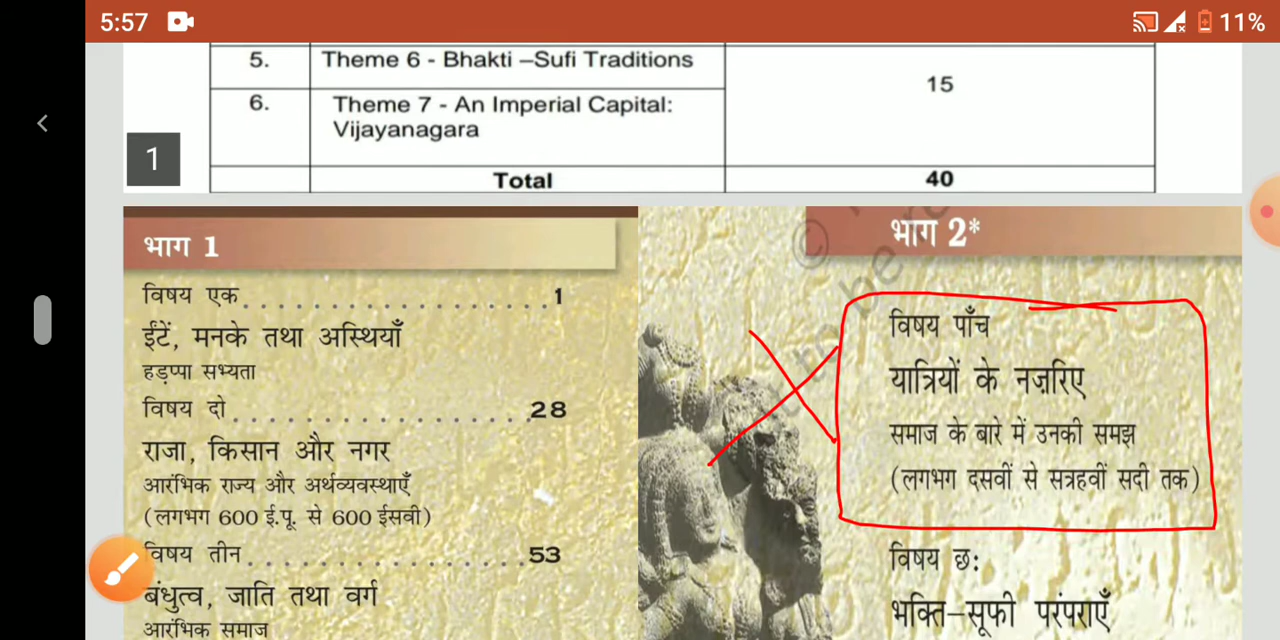 5:57
11%
5. Theme 6 - Bhakti –Sufi Traditions
15
6. Theme 7 - An Imperial Capital:
Vijayanagara
1
Total 40
भाग 1
विषय एक 1
ईंटें, मनके तथा अस्थियाँ
हड़प्पा सभ्यता
विषय दो 28
राजा, किसान और नगर
आरंभिक राज्य और अर्थव्यवस्थाएँ
(लगभग 600 ई.पू. से 600 ईसवी)
विषय तीन 53
बंधुत्व, जाति तथा वर्ग
आरंभिक समाज
भाग 2*
विषय पाँच
यात्रियों के नज़रिए
समाज के बारे में उनकी समझ
(लगभग दसवीं से सत्रहवीं सदी तक)
विषय छः
भक्ति-सूफी परंपराएँ